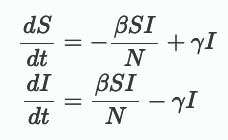 dS/dt = −βSI/N + γI
dI/dt = βSI/N − γI